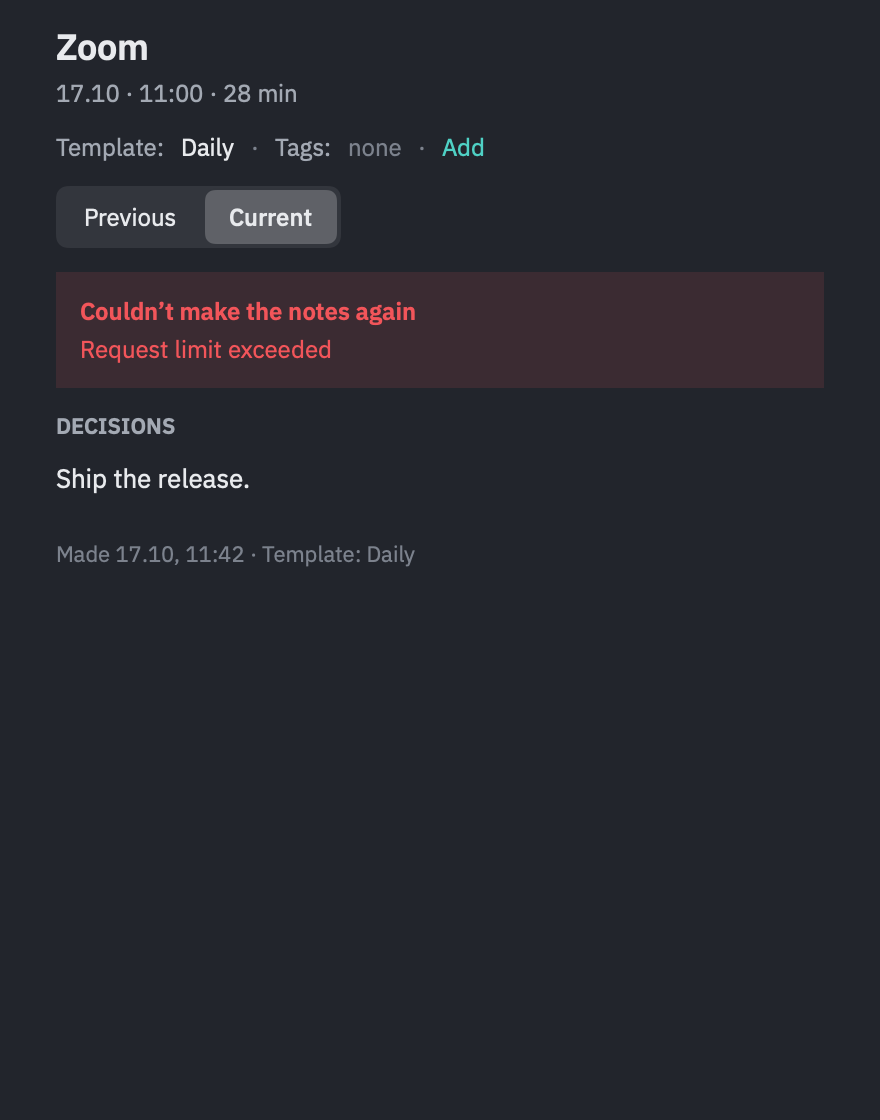 Zoom
17.10 · 11:00 · 28 min
Template: Daily · Tags: none · Add
Previous Current
Couldn’t make the notes again
Request limit exceeded
DECISIONS
Ship the release.
Made 17.10, 11:42 · Template: Daily